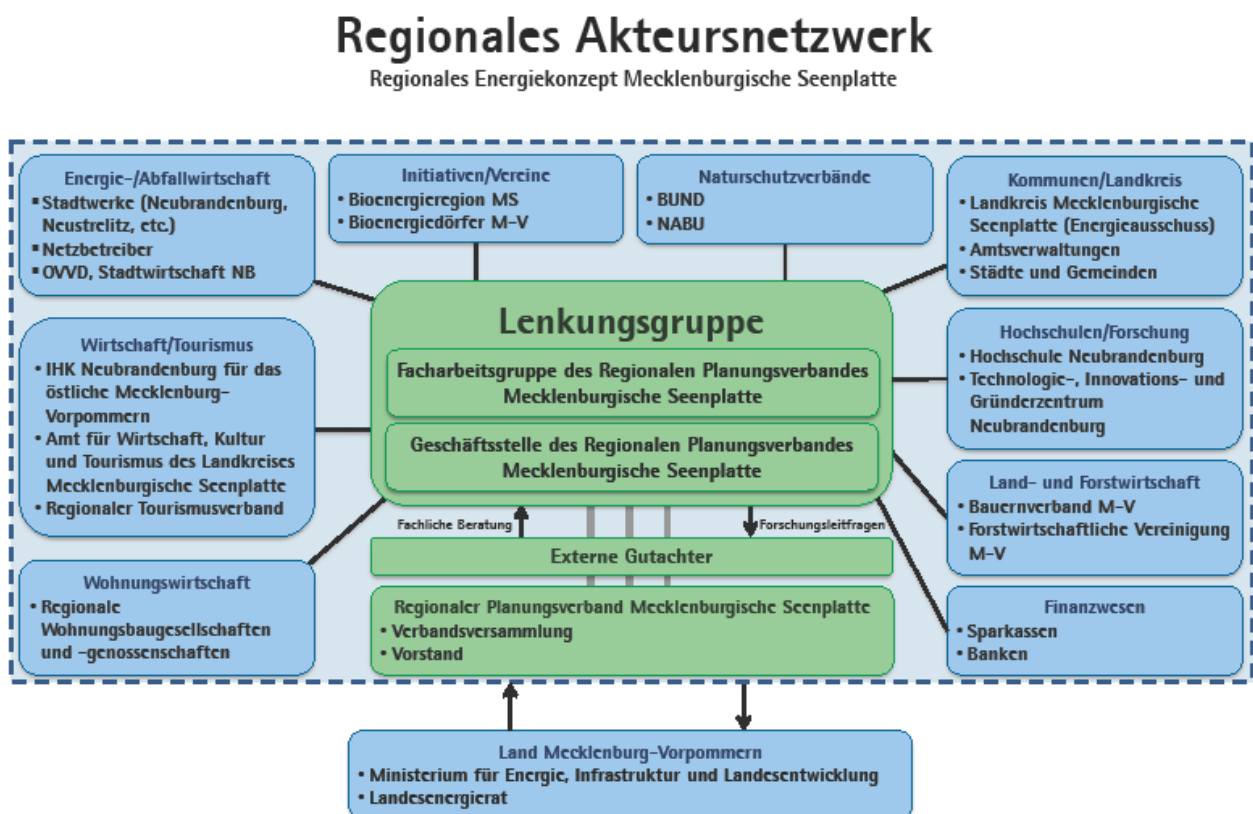 Regionales Akteursnetzwerk
Regionales Energiekonzept Mecklenburgische Seenplatte
Energie-/Abfallwirtschaft
▪ Stadtwerke (Neubrandenburg,
Neustrelitz, etc.)
▪ Netzbetreiber
▪ OVVD, Stadtwirtschaft NB
Initiativen/Vereine
• Bioenergieregion MS
• Bioenergiedörfer M-V
Naturschutzverbände
• BUND
• NABU
Kommunen/Landkreis
• Landkreis Mecklenburgische
Seenplatte (Energieausschuss)
• Amtsverwaltungen
• Städte und Gemeinden
Wirtschaft/Tourismus
• IHK Neubrandenburg für das
östliche Mecklenburg-
Vorpommern
• Amt für Wirtschaft, Kultur
und Tourismus des Landkreises
Mecklenburgische Seenplatte
• Regionaler Tourismusverband
Lenkungsgruppe
Facharbeitsgruppe des Regionalen Planungsverbandes
Mecklenburgische Seenplatte
Geschäftsstelle des Regionalen Planungsverbandes
Mecklenburgische Seenplatte
Hochschulen/Forschung
• Hochschule Neubrandenburg
• Technologie-, Innovations- und
Gründerzentrum
Neubrandenburg
Land- und Forstwirtschaft
• Bauernverband M-V
• Forstwirtschaftliche Vereinigung
M-V
Fachliche Beratung
Forschungsleitfragen
Externe Gutachter
Wohnungswirtschaft
• Regionale
Wohnungsbaugesellschaften
und -genossenschaften
Regionaler Planungsverband Mecklenburgische Seenplatte
• Verbandsversammlung
• Vorstand
Finanzwesen
• Sparkassen
• Banken
Land Mecklenburg-Vorpommern
• Ministerium für Energie, Infrastruktur und Landesentwicklung
• Landesenergierat